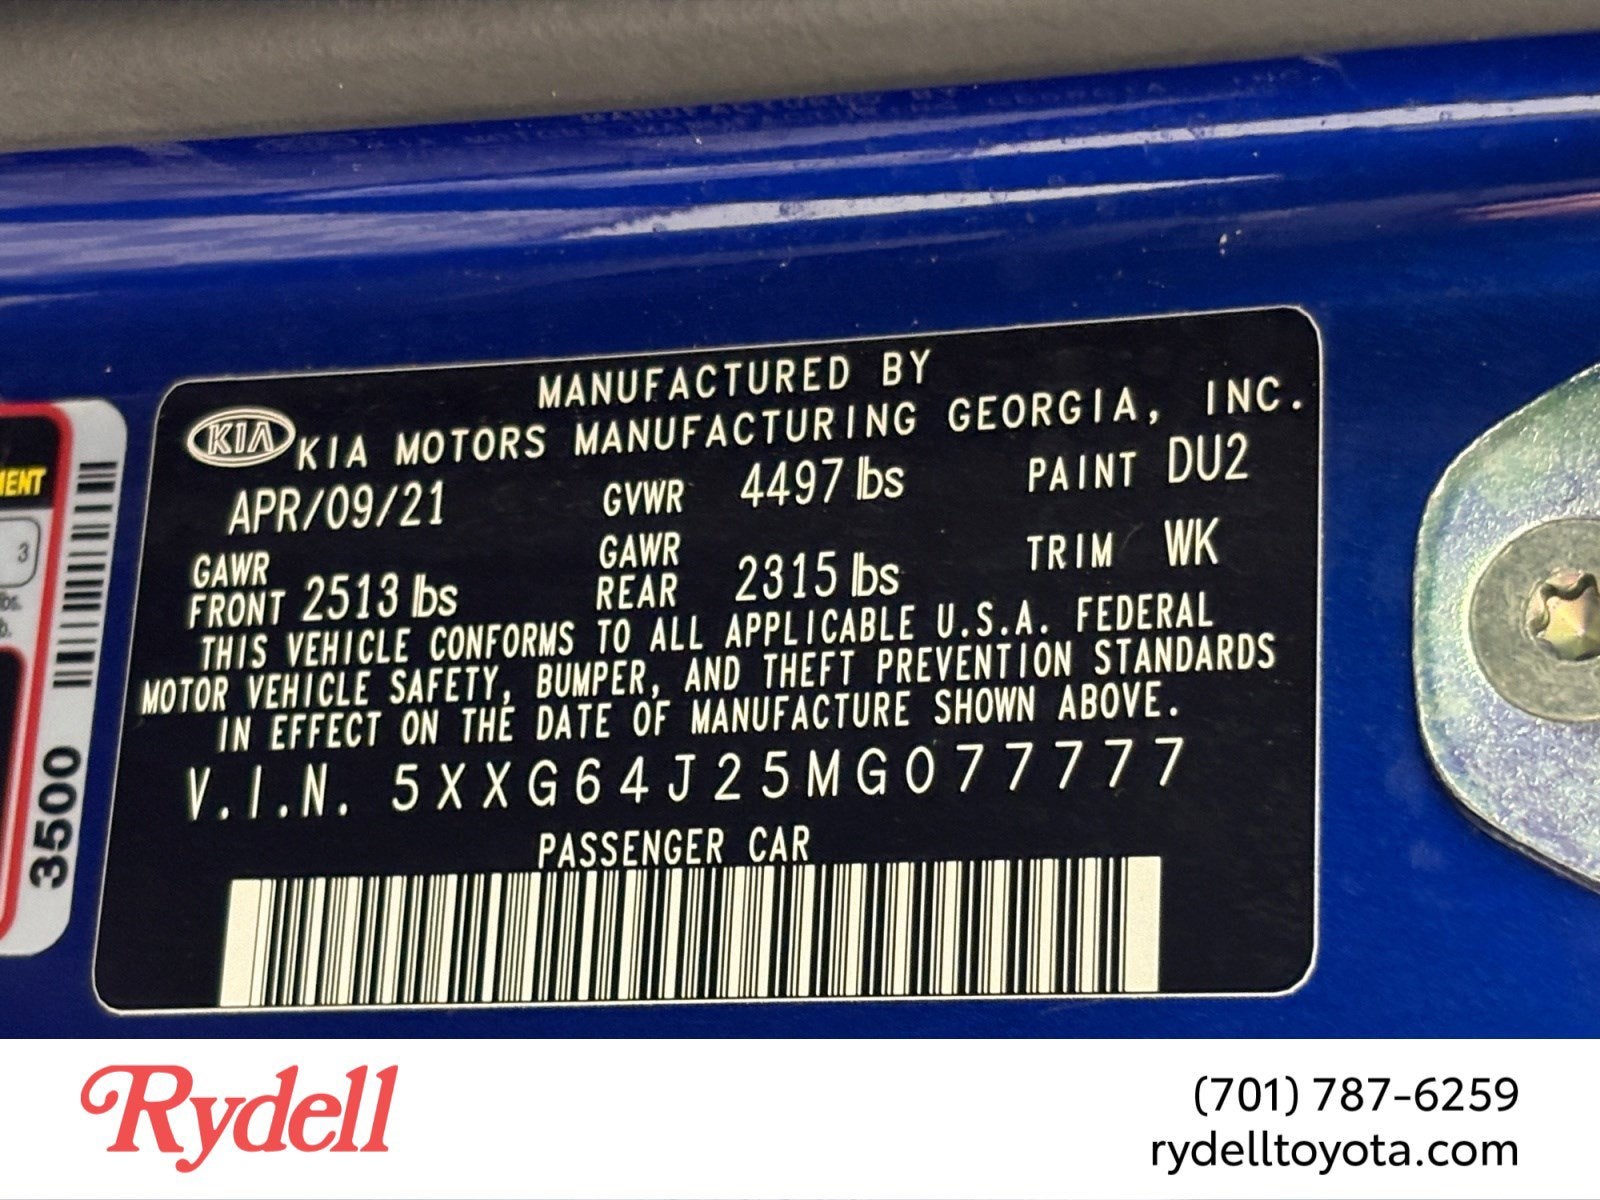 MANUFACTURED BY
KIA KIA MOTORS MANUFACTURING GEORGIA, INC.
APR/09/21 GVWR 4497 lbs PAINT DU2
GAWR FRONT 2513 lbs GAWR REAR 2315 lbs TRIM WK
THIS VEHICLE CONFORMS TO ALL APPLICABLE U.S.A. FEDERAL
MOTOR VEHICLE SAFETY, BUMPER, AND THEFT PREVENTION STANDARDS
IN EFFECT ON THE DATE OF MANUFACTURE SHOWN ABOVE.
V.I.N. 5XXG64J25MG077777
PASSENGER CAR
3
3500
Rydell
(701) 787-6259
rydelltoyota.com